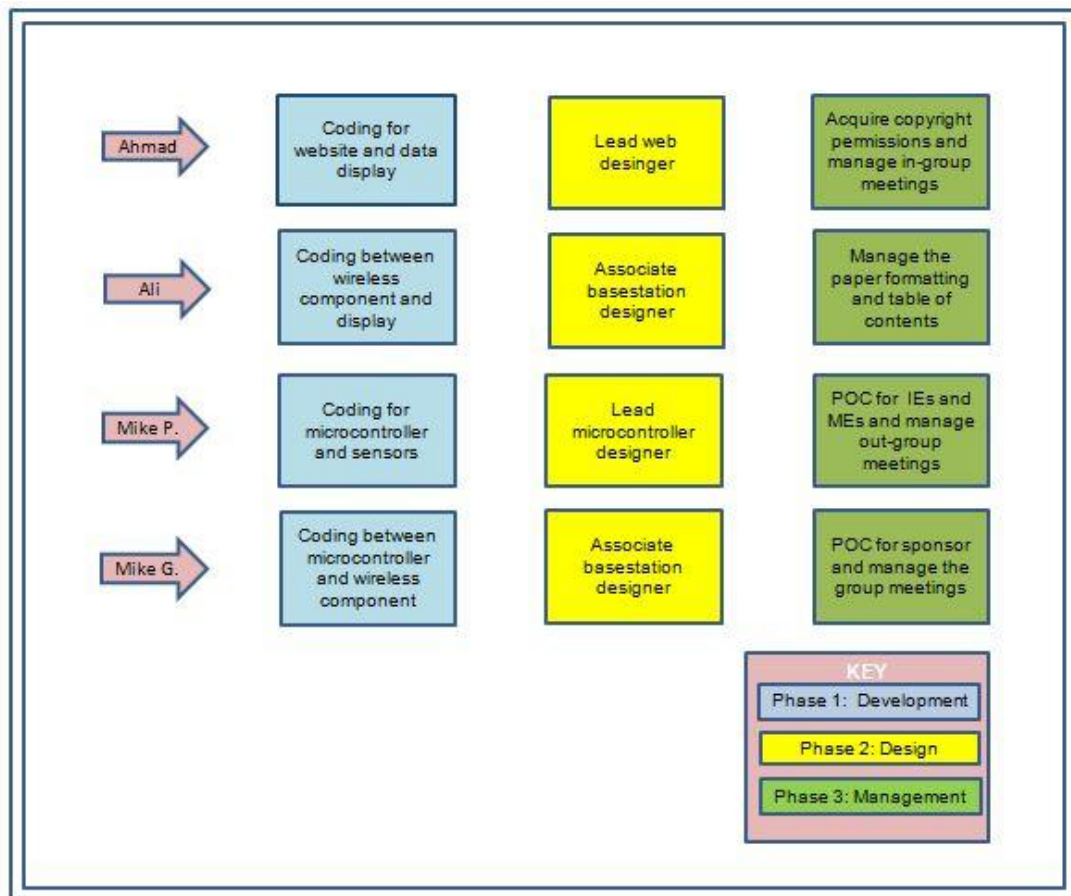 Ahmad
Coding for
website and data
display
Lead web
desinger
Acquire copyright
permissions and
manage in-group
meetings
Ali
Coding between
wireless
component and
display
Associate
basestation
designer
Manage the
paper formatting
and table of
contents
Mike P.
Coding for
microcontroller
and sensors
Lead
microcontroller
designer
POC for IEs and
MEs and manage
out-group
meetings
Mike G.
Coding between
microcontroller
and wireless
component
Associate
basestation
designer
POC for sponsor
and manage the
group meetings
KEY
Phase 1: Development
Phase 2: Design
Phase 3: Management